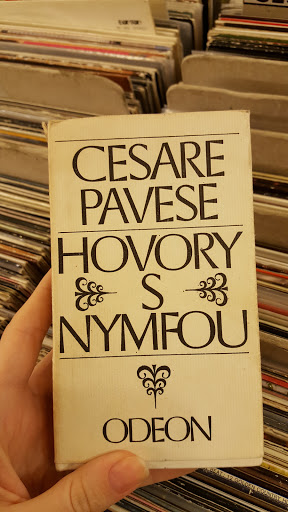 CESARE
PAVESE
HOVORY
S
NYMFOU
ODEON